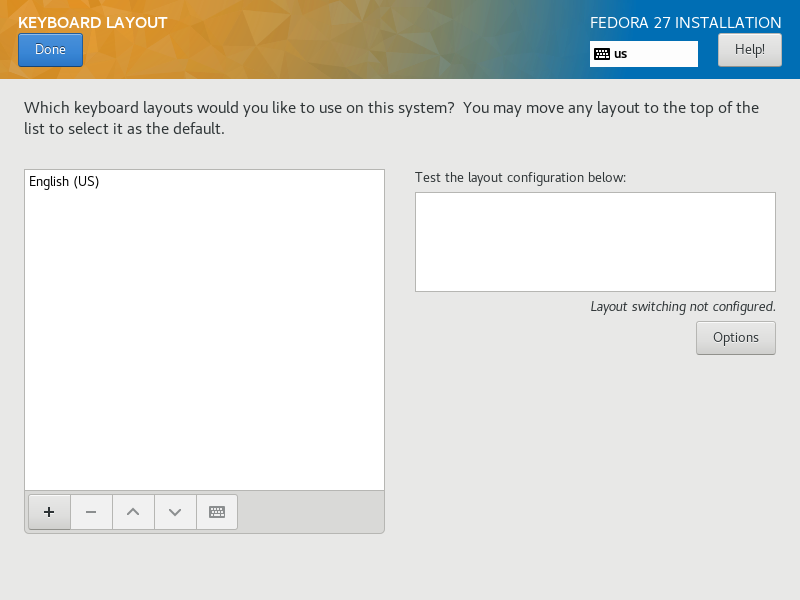 KEYBOARD LAYOUT
FEDORA 27 INSTALLATION
Done
us
Help!
Which keyboard layouts would you like to use on this system?  You may move any layout to the top of the
list to select it as the default.
English (US)
Test the layout configuration below:
Layout switching not configured.
Options